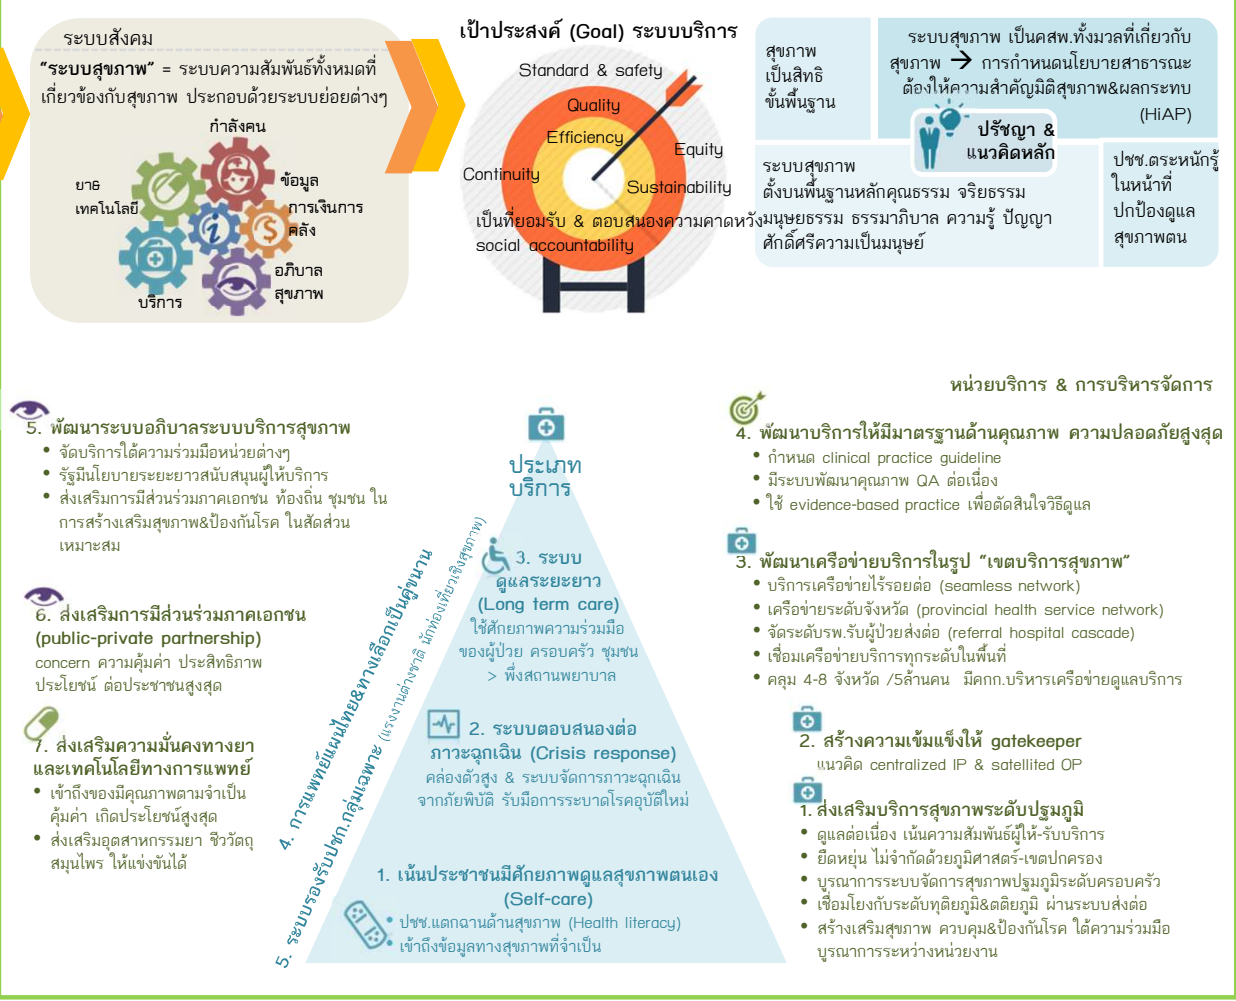 ระบบสังคม
“ระบบสุขภาพ” = ระบบความสัมพันธ์ทั้งหมดที่
เกี่ยวข้องกับสุขภาพ ประกอบด้วยระบบย่อยต่างๆ
กำลังคน
ข้อมูล
ยา&
เทคโนโลยี
การเงินการ
คลัง
อภิบาล
สุขภาพ
บริการ
เป้าประสงค์ (Goal) ระบบบริการ
Standard & safety
Quality
Efficiency
Equity
Continuity
Sustainability
เป็นที่ยอมรับ & ตอบสนองความคาดหวัง
social accountability
สุขภาพ
เป็นสิทธิ
ขั้นพื้นฐาน
ระบบสุขภาพ เป็นคสพ.ทั้งมวลที่เกี่ยวกับ
สุขภาพ → การกำหนดนโยบายสาธารณะ
ต้องให้ความสำคัญมิติสุขภาพ&ผลกระทบ
(HiAP)
ปรัชญา &
แนวคิดหลัก
ระบบสุขภาพ
ตั้งบนพื้นฐานหลักคุณธรรม จริยธรรม
มนุษยธรรม ธรรมาภิบาล ความรู้ ปัญญา
ศักดิ์ศรีความเป็นมนุษย์
ปชช.ตระหนักรู้
ในหน้าที่
ปกป้องดูแล
สุขภาพตน
5. พัฒนาระบบอภิบาลระบบบริการสุขภาพ
• จัดบริการใต้ความร่วมมือหน่วยต่างๆ
• รัฐมีนโยบายระยะยาวสนับสนุนผู้ให้บริการ
• ส่งเสริมการมีส่วนร่วมภาคเอกชน ท้องถิ่น ชุมชน ใน
การสร้างเสริมสุขภาพ&ป้องกันโรค ในสัดส่วน
เหมาะสม
6. ส่งเสริมการมีส่วนร่วมภาคเอกชน
(public-private partnership)
concern ความคุ้มค่า ประสิทธิภาพ
ประโยชน์ ต่อประชาชนสูงสุด
7. ส่งเสริมความมั่นคงทางยา
และเทคโนโลยีทางการแพทย์
• เข้าถึงของมีคุณภาพตามจำเป็น
คุ้มค่า เกิดประโยชน์สูงสุด
• ส่งเสริมอุตสาหกรรมยา ชีววัตถุ
สมุนไพร ให้แข่งขันได้
ประเภท
บริการ
3. ระบบ
ดูแลระยะยาว
(Long term care)
ใช้ศักยภาพความร่วมมือ
ของผู้ป่วย ครอบครัว ชุมชน
> พึ่งสถานพยาบาล
2. ระบบตอบสนองต่อ
ภาวะฉุกเฉิน (Crisis response)
คล่องตัวสูง & ระบบจัดการภาวะฉุกเฉิน
จากภัยพิบัติ รับมือการระบาดโรคอุบัติใหม่
1. เน้นประชาชนมีศักยภาพดูแลสุขภาพตนเอง
(Self-care)
• ปชช.แตกฉานด้านสุขภาพ (Health literacy)
• เข้าถึงข้อมูลทางสุขภาพที่จำเป็น
4. การแพทย์แผนไทย&ทางเลือกเป็นคู่ขนาน
5. ระบบรองรับปชก.กลุ่มเฉพาะ (แรงงานต่างชาติ นักท่องเที่ยวเชิงสุขภาพ)
หน่วยบริการ & การบริหารจัดการ
4. พัฒนาบริการให้มีมาตรฐานด้านคุณภาพ ความปลอดภัยสูงสุด
• กำหนด clinical practice guideline
• มีระบบพัฒนาคุณภาพ QA ต่อเนื่อง
• ใช้ evidence-based practice เพื่อตัดสินใจวิธีดูแล
3. พัฒนาเครือข่ายบริการในรูป “เขตบริการสุขภาพ”
• บริการเครือข่ายไร้รอยต่อ (seamless network)
• เครือข่ายระดับจังหวัด (provincial health service network)
• จัดระดับรพ.รับผู้ป่วยส่งต่อ (referral hospital cascade)
• เชื่อมเครือข่ายบริการทุกระดับในพื้นที่
• คลุม 4-8 จังหวัด /5ล้านคน มีคกก.บริหารเครือข่ายดูแลบริการ
2. สร้างความเข้มแข็งให้ gatekeeper
แนวคิด centralized IP & satellited OP
1. ส่งเสริมบริการสุขภาพระดับปฐมภูมิ
• ดูแลต่อเนื่อง เน้นความสัมพันธ์ผู้ให้-รับบริการ
• ยืดหยุ่น ไม่จำกัดด้วยภูมิศาสตร์-เขตปกครอง
• บูรณาการระบบจัดการสุขภาพปฐมภูมิระดับครอบครัว
• เชื่อมโยงกับระดับทุติยภูมิ&ตติยภูมิ ผ่านระบบส่งต่อ
• สร้างเสริมสุขภาพ ควบคุม&ป้องกันโรค ใต้ความร่วมมือ
บูรณาการระหว่างหน่วยงาน